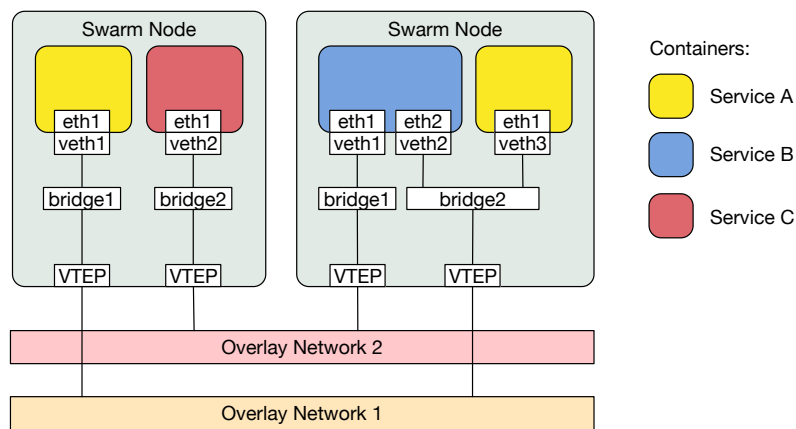 Swarm Node
Swarm Node
Containers:
Service A
Service B
Service C
eth1
eth1
eth1
eth2
eth1
veth1
veth2
veth1
veth2
veth3
bridge1
bridge2
bridge1
bridge2
VTEP
VTEP
VTEP
VTEP
Overlay Network 2
Overlay Network 1